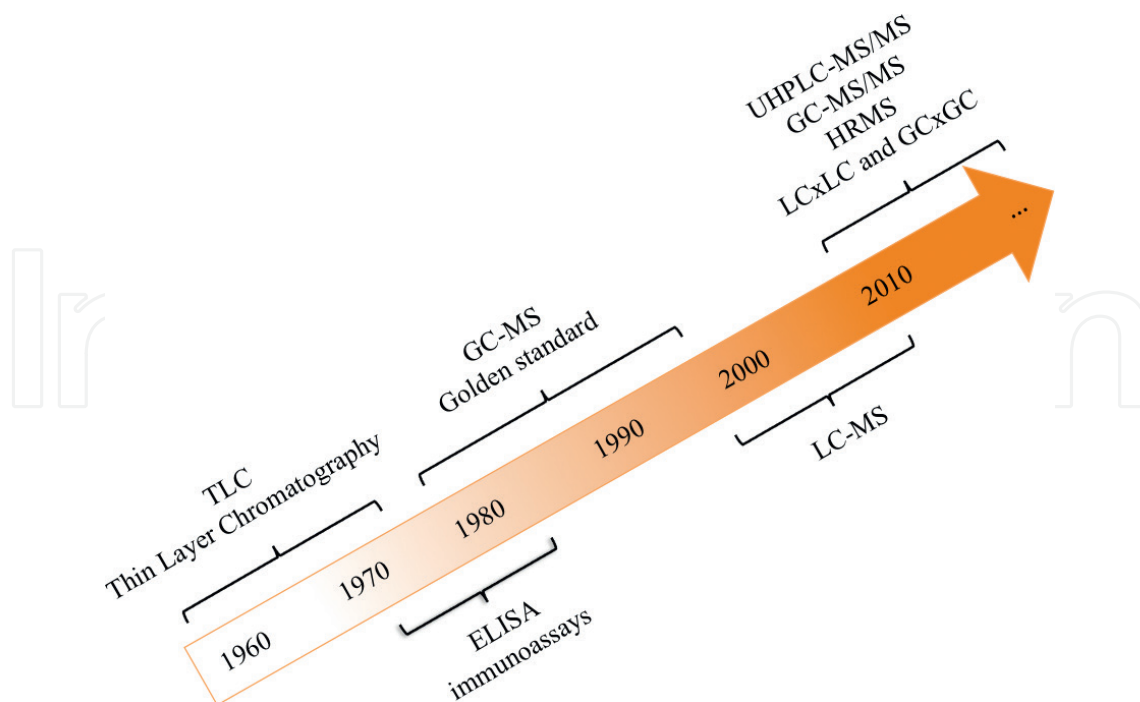 UHPLC-MS/MS
GC-MS/MS
HRMS
LCxLC and GCxGC
...
2010
GC-MS
Golden standard
2000
LC-MS
1990
TLC
Thin Layer Chromatography
1980
1970
ELISA
immunoassays
1960